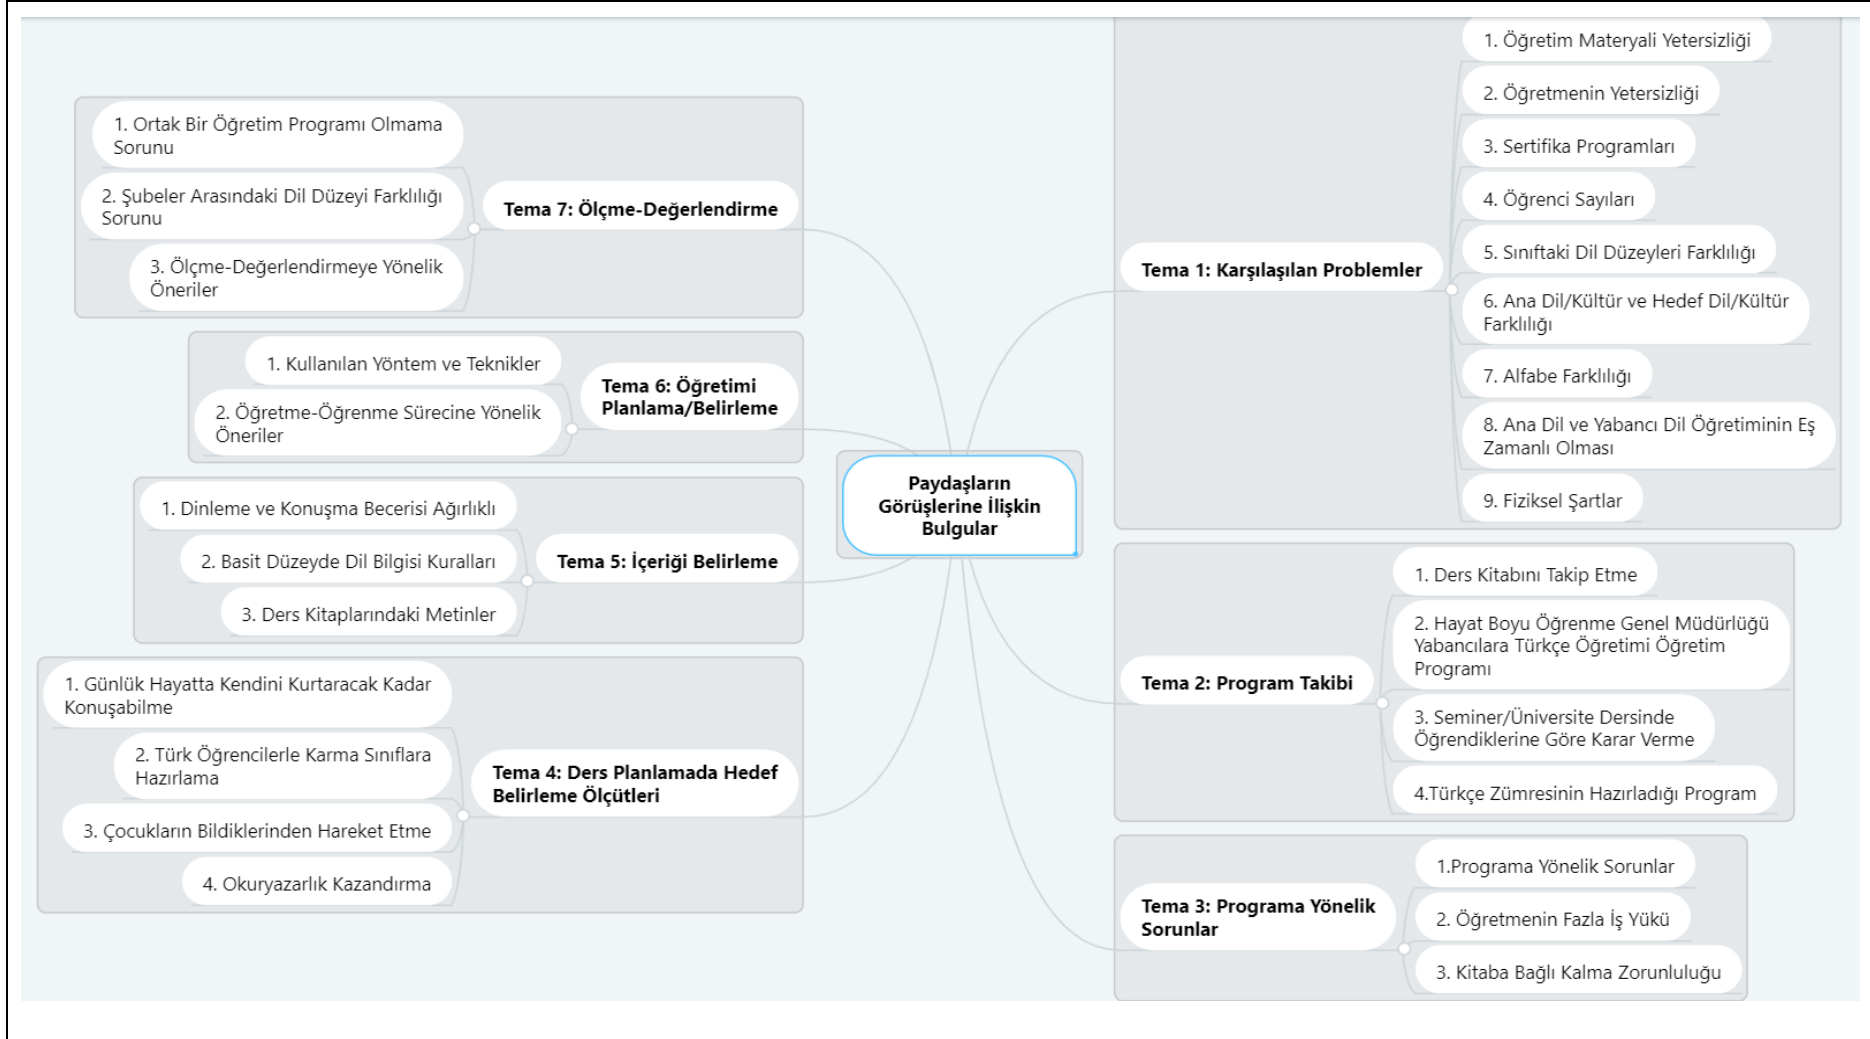 Paydaşların
Görüşlerine İlişkin
Bulgular
Tema 1: Karşılaşılan Problemler
1. Öğretim Materyali Yetersizliği
2. Öğretmenin Yetersizliği
3. Sertifika Programları
4. Öğrenci Sayıları
5. Sınıftaki Dil Düzeyleri Farklılığı
6. Ana Dil/Kültür ve Hedef Dil/Kültür
Farklılığı
7. Alfabe Farklılığı
8. Ana Dil ve Yabancı Dil Öğretiminin Eş
Zamanlı Olması
9. Fiziksel Şartlar
Tema 2: Program Takibi
1. Ders Kitabını Takip Etme
2. Hayat Boyu Öğrenme Genel Müdürlüğü
Yabancılara Türkçe Öğretimi Öğretim
Programı
3. Seminer/Üniversite Dersinde
Öğrendiklerine Göre Karar Verme
4.Türkçe Zümresinin Hazırladığı Program
Tema 3: Programa Yönelik
Sorunlar
1.Programa Yönelik Sorunlar
2. Öğretmenin Fazla İş Yükü
3. Kitaba Bağlı Kalma Zorunluluğu
Tema 4: Ders Planlamada Hedef
Belirleme Ölçütleri
1. Günlük Hayatta Kendini Kurtaracak Kadar
Konuşabilme
2. Türk Öğrencilerle Karma Sınıflara
Hazırlama
3. Çocukların Bildiklerinden Hareket Etme
4. Okuryazarlık Kazandırma
Tema 5: İçeriği Belirleme
1. Dinleme ve Konuşma Becerisi Ağırlıklı
2. Basit Düzeyde Dil Bilgisi Kuralları
3. Ders Kitaplarındaki Metinler
Tema 6: Öğretimi
Planlama/Belirleme
1. Kullanılan Yöntem ve Teknikler
2. Öğretme-Öğrenme Sürecine Yönelik
Öneriler
Tema 7: Ölçme-Değerlendirme
1. Ortak Bir Öğretim Programı Olmama
Sorunu
2. Şubeler Arasındaki Dil Düzeyi Farklılığı
Sorunu
3. Ölçme-Değerlendirmeye Yönelik
Öneriler